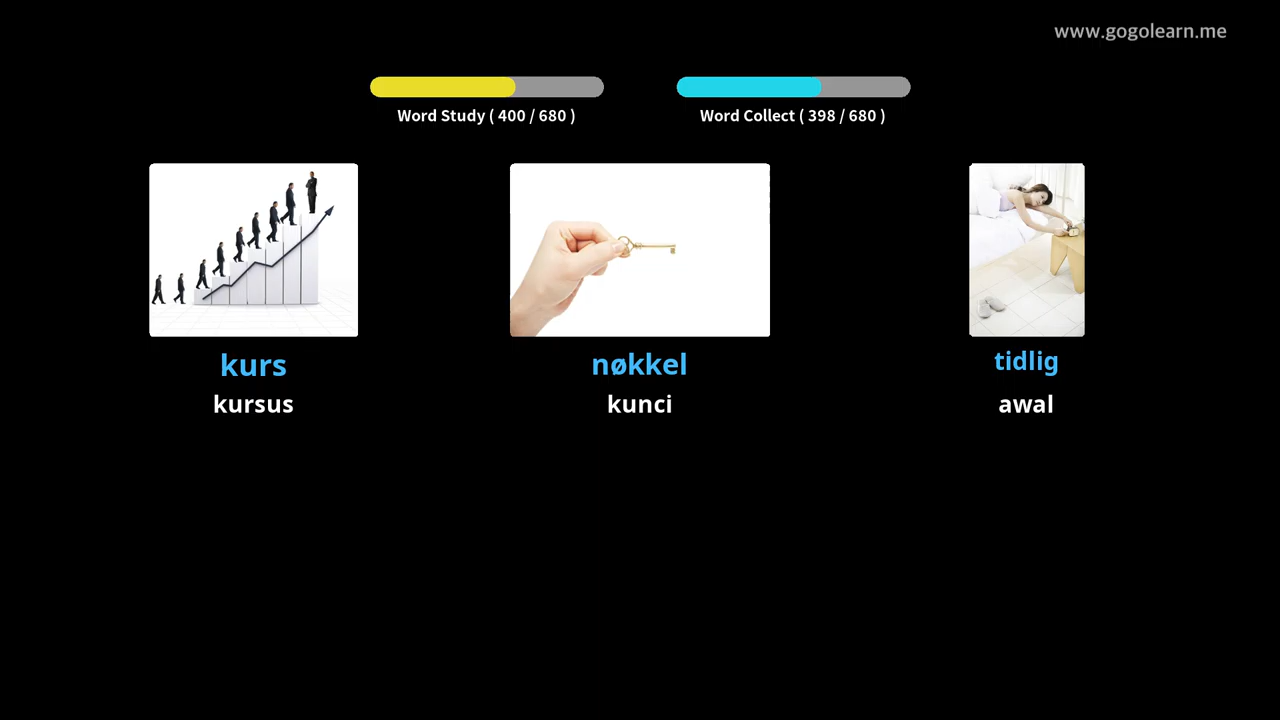 www.gogolearn.me
Word Study ( 400 / 680 )
Word Collect ( 398 / 680 )
kurs
nøkkel
tidlig
kursus
kunci
awal